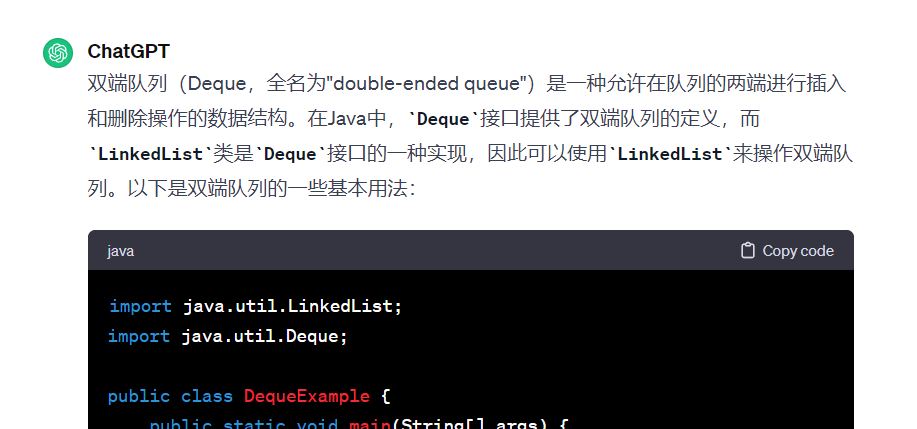 ChatGPT
双端队列（Deque，全名为"double-ended queue"）是一种允许在队列的两端进行插入
和删除操作的数据结构。在Java中，`Deque`接口提供了双端队列的定义，而
`LinkedList`类是`Deque`接口的一种实现，因此可以使用`LinkedList`来操作双端队
列。以下是双端队列的一些基本用法：
java Copy code
import java.util.LinkedList;
import java.util.Deque;
public class DequeExample {
public static void main(String[] args) {